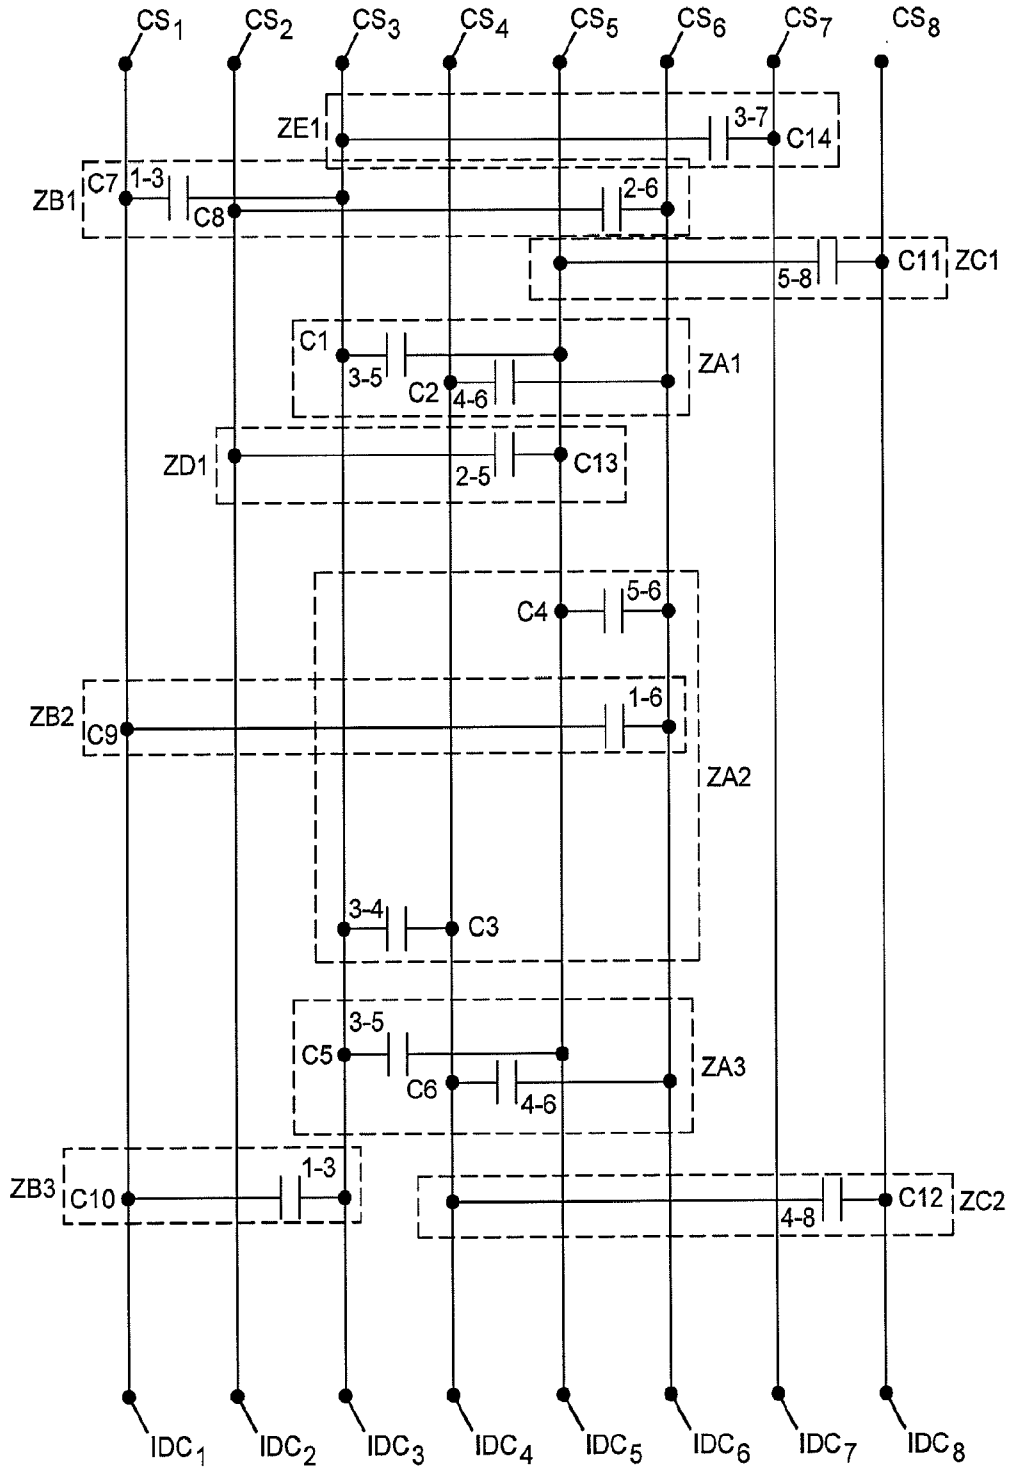 CS1 CS2 CS3 CS4 CS5 CS6 CS7 CS8
ZE1 3-7 C14
ZB1 C7 1-3 C8 2-6
5-8 C11 ZC1
C1 3-5 C2 4-6 ZA1
ZD1 2-5 C13
C4 5-6
ZB2 C9 1-6
ZA2
3-4 C3
3-5
C5 C6 4-6 ZA3
ZB3 C10 1-3
4-8 C12 ZC2
IDC1 IDC2 IDC3 IDC4 IDC5 IDC6 IDC7 IDC8